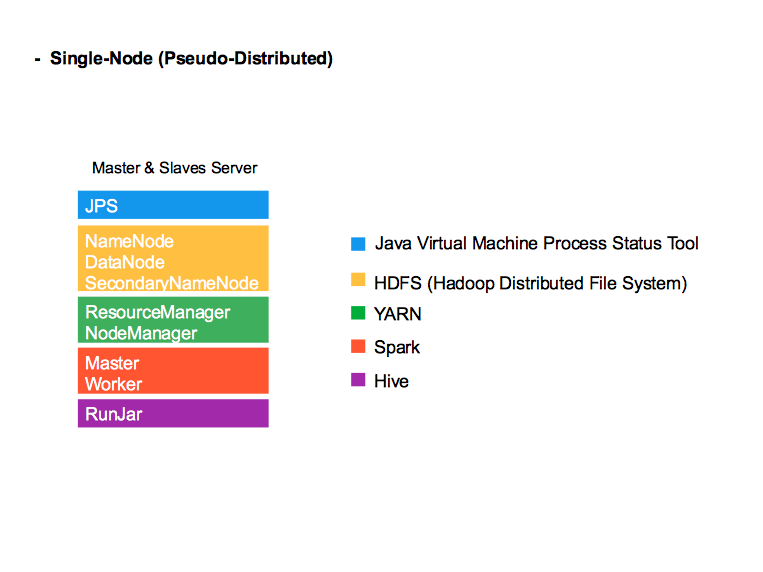 - Single-Node (Pseudo-Distributed)
Master & Slaves Server
JPS
NameNode
DataNode
SecondaryNameNode
ResourceManager
NodeManager
Master
Worker
RunJar
Java Virtual Machine Process Status Tool
HDFS (Hadoop Distributed File System)
YARN
Spark
Hive